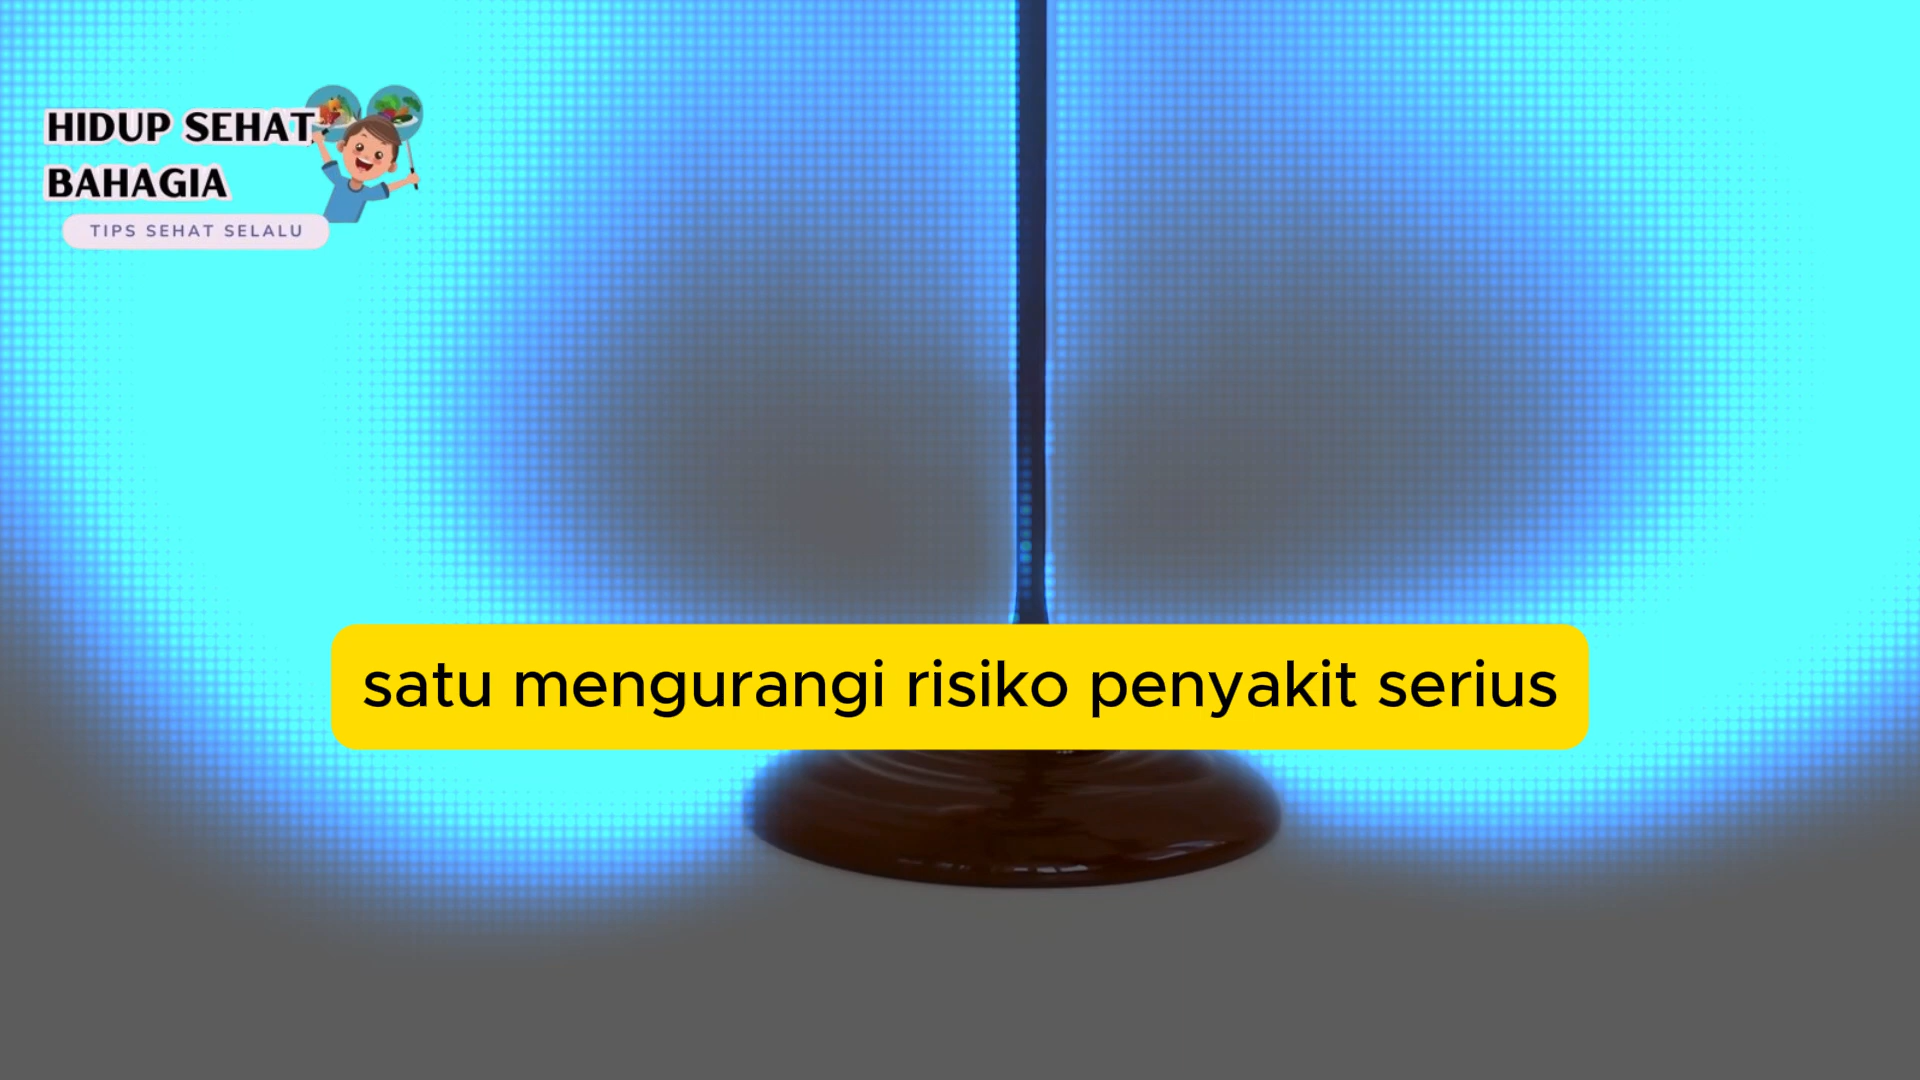 HIDUP SEHAT
BAHAGIA
TIPS SEHAT SELALU
satu mengurangi risiko penyakit serius